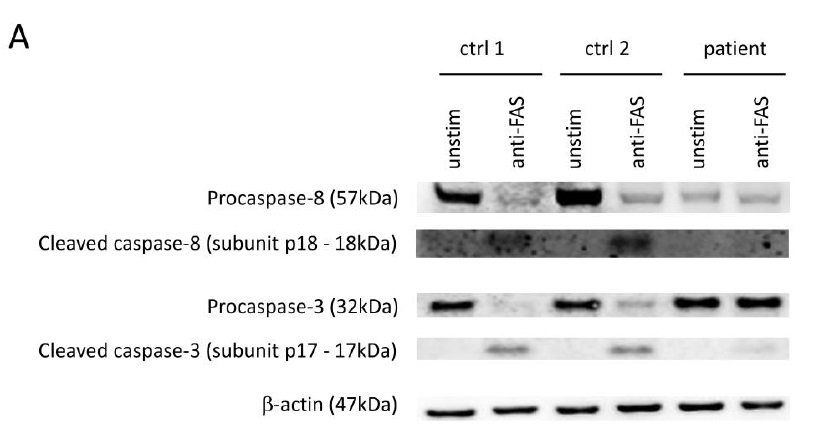 A
ctrl 1 ctrl 2 patient
unstim anti-FAS unstim anti-FAS unstim anti-FAS
Procaspase-8 (57kDa)
Cleaved caspase-8 (subunit p18 - 18kDa)
Procaspase-3 (32kDa)
Cleaved caspase-3 (subunit p17 - 17kDa)
β-actin (47kDa)